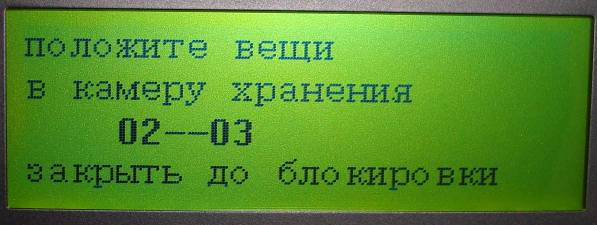 положите вещи
в камеру хранения
02--03
закрыть до блокировки